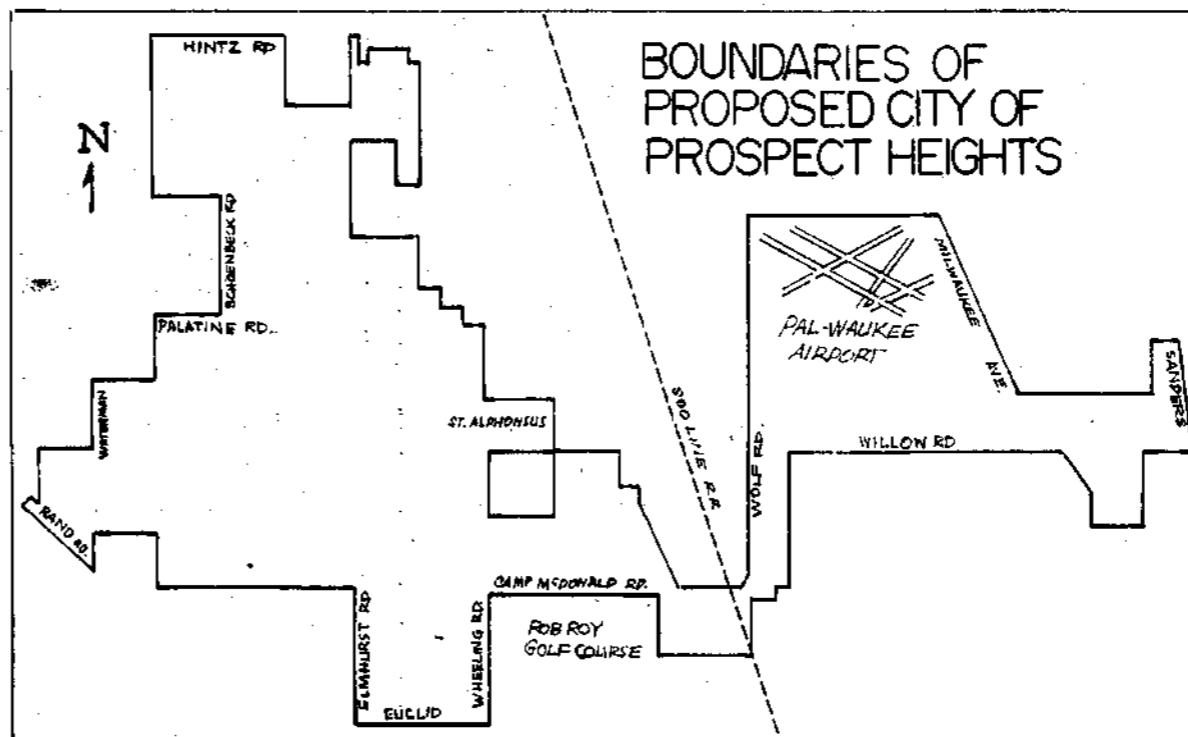 BOUNDARIES OF
PROPOSED CITY OF
PROSPECT HEIGHTS
HINTZ RD
N
SCHOENBECK RD
PALATINE RD.
WATERMAN
RAND RD.
ST. ALPHONSUS
SOO LINE RR
WOLF RD.
MILWAUKEE
AVE.
PAL-WAUKEE
AIRPORT
SANDERS
WILLOW RD
CAMP McDONALD RD.
ELMHURST RD
WHEELING RD
ROB ROY
GOLF COURSE
EUCLID